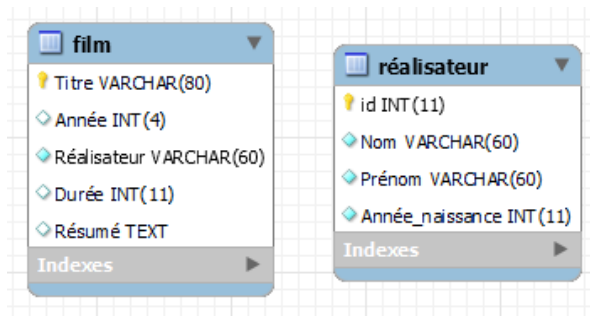 film
Titre VARCHAR(80)
Année INT(4)
Réalisateur VARCHAR(60)
Durée INT(11)
Résumé TEXT
Indexes
réalisateur
id INT(11)
Nom VARCHAR(60)
Prénom VARCHAR(60)
Année_naissance INT(11)
Indexes